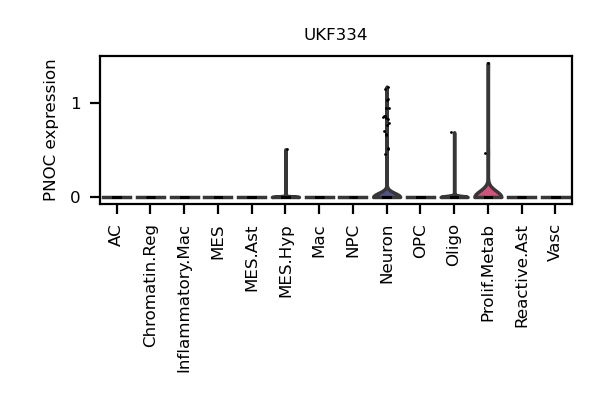 UKF334
PNOC expression
1
0
AC
Chromatin.Reg
Inflammatory.Mac
MES
MES.Ast
MES.Hyp
Mac
NPC
Neuron
OPC
Oligo
Prolif.Metab
Reactive.Ast
Vasc